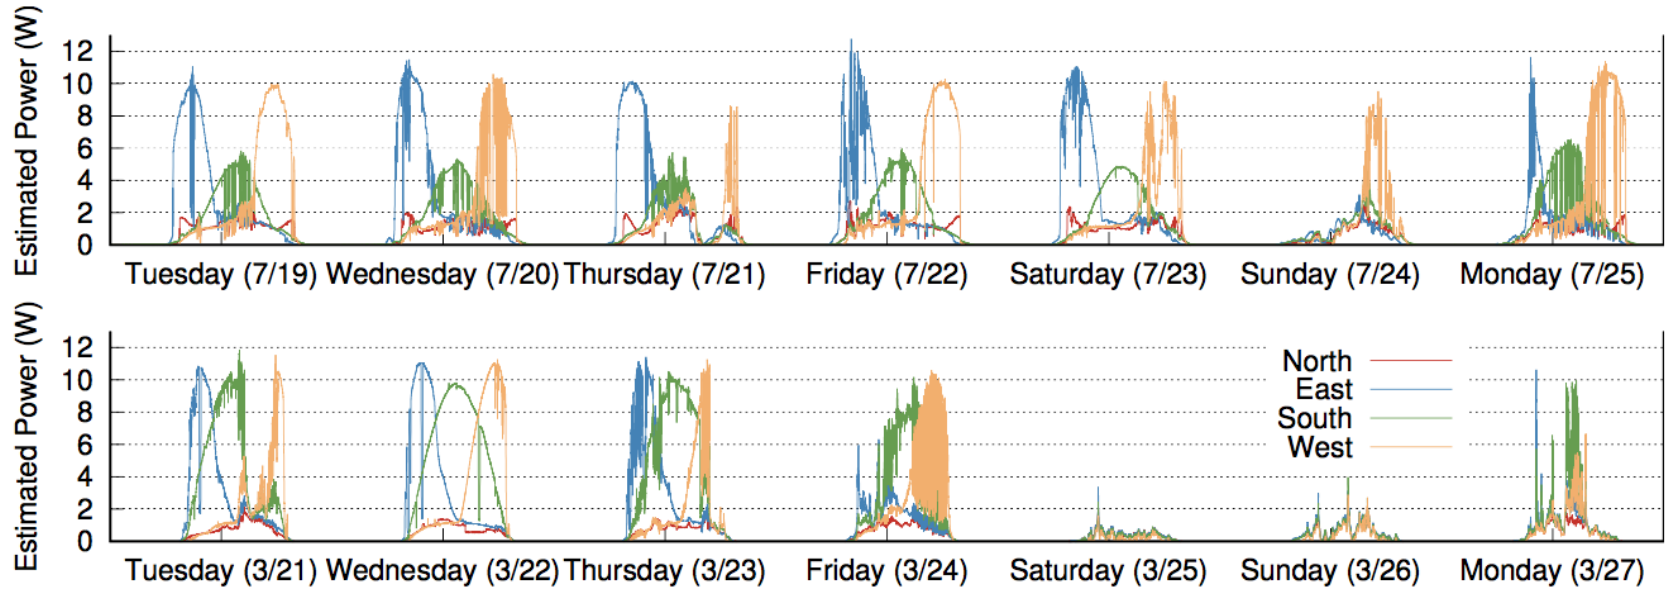 Estimated Power (W)
12
10
8
6
4
2
0
Tuesday (7/19) Wednesday (7/20) Thursday (7/21) Friday (7/22) Saturday (7/23) Sunday (7/24) Monday (7/25)
Estimated Power (W)
12
10
8
6
4
2
0
North
East
South
West
Tuesday (3/21) Wednesday (3/22) Thursday (3/23) Friday (3/24) Saturday (3/25) Sunday (3/26) Monday (3/27)